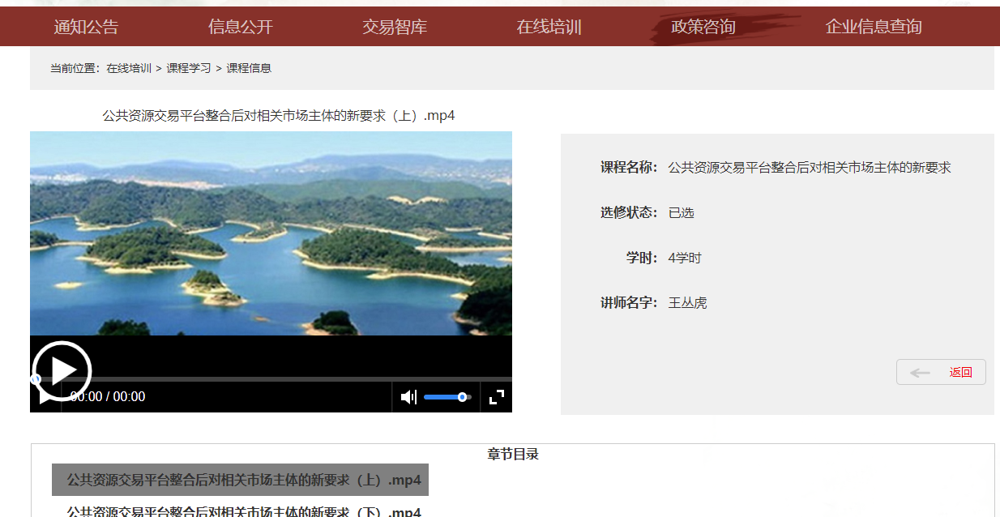 通知公告 信息公开 交易智库 在线培训 政策咨询 企业信息查询
当前位置：在线培训 > 课程学习 > 课程信息
公共资源交易平台整合后对相关市场主体的新要求（上）.mp4
课程名称： 公共资源交易平台整合后对相关市场主体的新要求
选修状态： 已选
学时： 4学时
讲师名字： 王丛虎
返回
00:00 / 00:00
章节目录
公共资源交易平台整合后对相关市场主体的新要求（上）.mp4
公共资源交易平台整合后对相关市场主体的新要求（下）.mp4